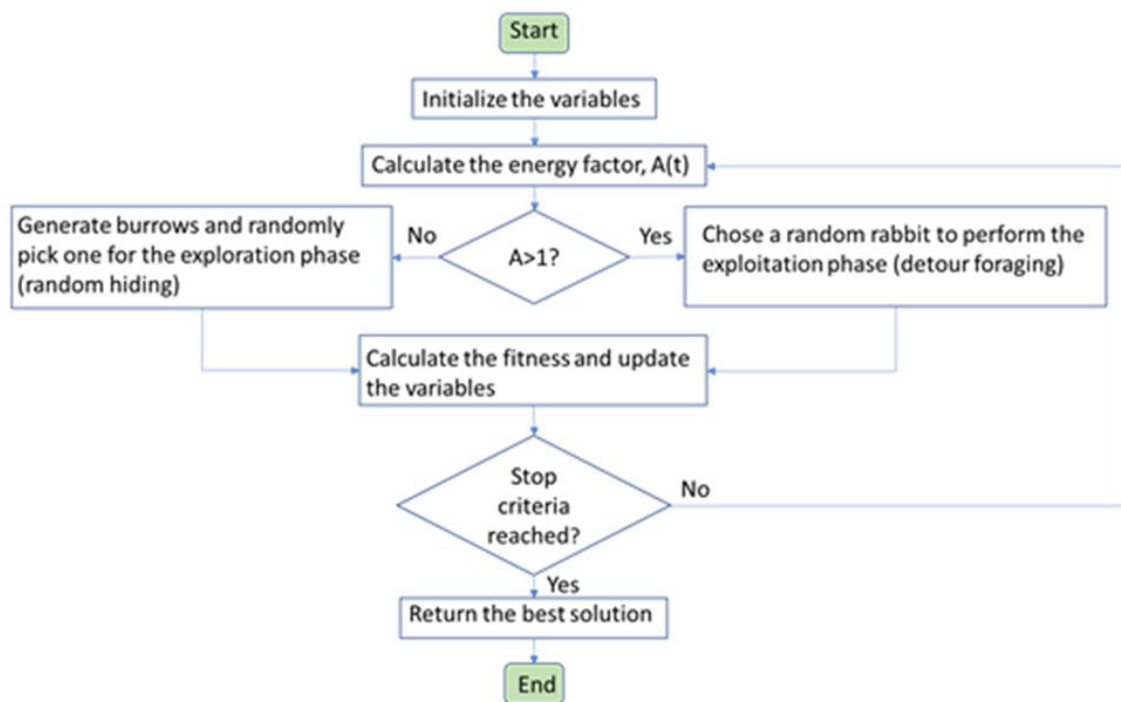 Start
Initialize the variables
Calculate the energy factor, A(t)
Generate burrows and randomly
pick one for the exploration phase
(random hiding)
No
A>1?
Yes
Chose a random rabbit to perform the
exploitation phase (detour foraging)
Calculate the fitness and update
the variables
Stop
criteria
reached?
No
Yes
Return the best solution
End